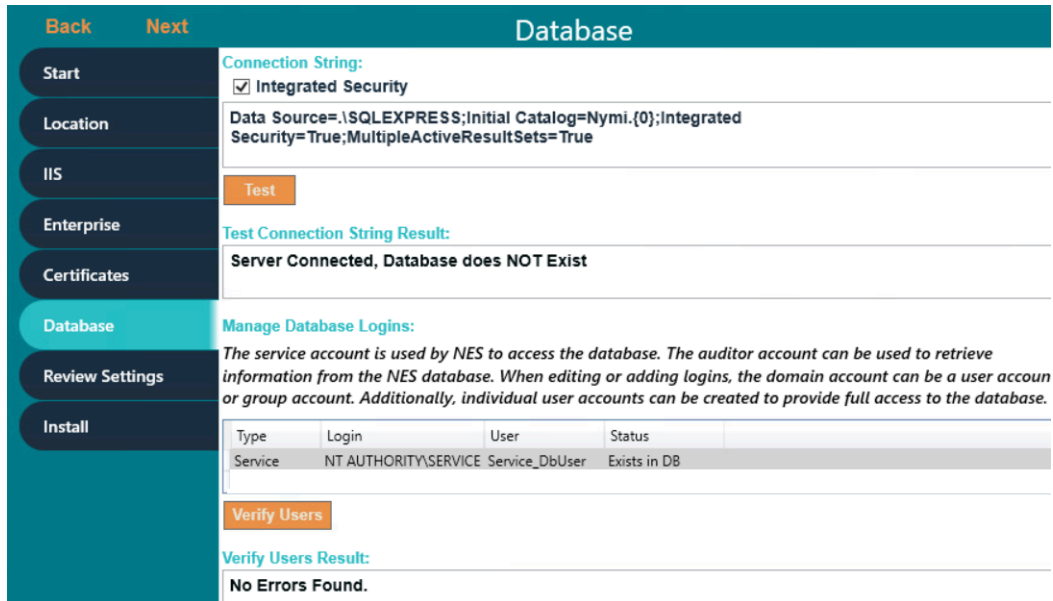 Back Next Database
Start
Location
IIS
Enterprise
Certificates
Database
Review Settings
Install
Connection String:
Integrated Security
Data Source=.\SQLEXPRESS;Initial Catalog=Nymi.{0};Integrated
Security=True;MultipleActiveResultSets=True
Test
Test Connection String Result:
Server Connected, Database does NOT Exist
Manage Database Logins:
The service account is used by NES to access the database. The auditor account can be used to retrieve
information from the NES database. When editing or adding logins, the domain account can be a user accoun
or group account. Additionally, individual user accounts can be created to provide full access to the database.
Type Login User Status
Service NT AUTHORITY\SERVICE Service_DbUser Exists in DB
Verify Users
Verify Users Result:
No Errors Found.